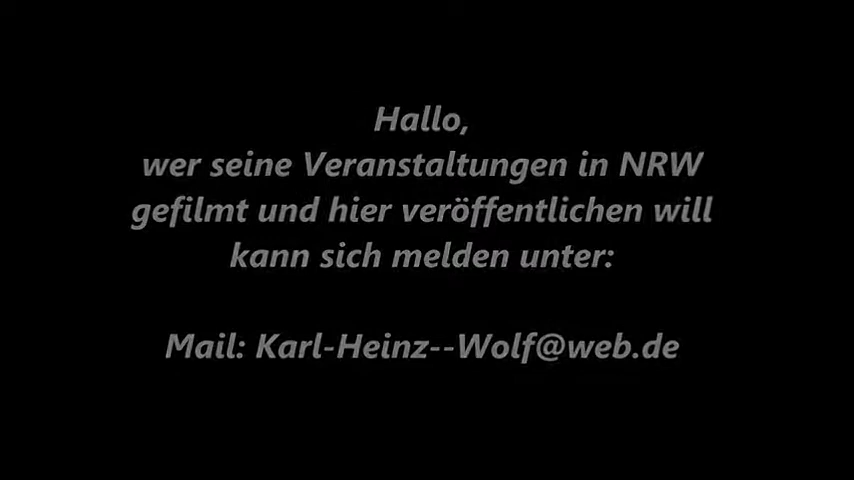 Hallo,
wer seine Veranstaltungen in NRW
gefilmt und hier veröffentlichen will
kann sich melden unter:
Mail: Karl-Heinz--Wolf@web.de